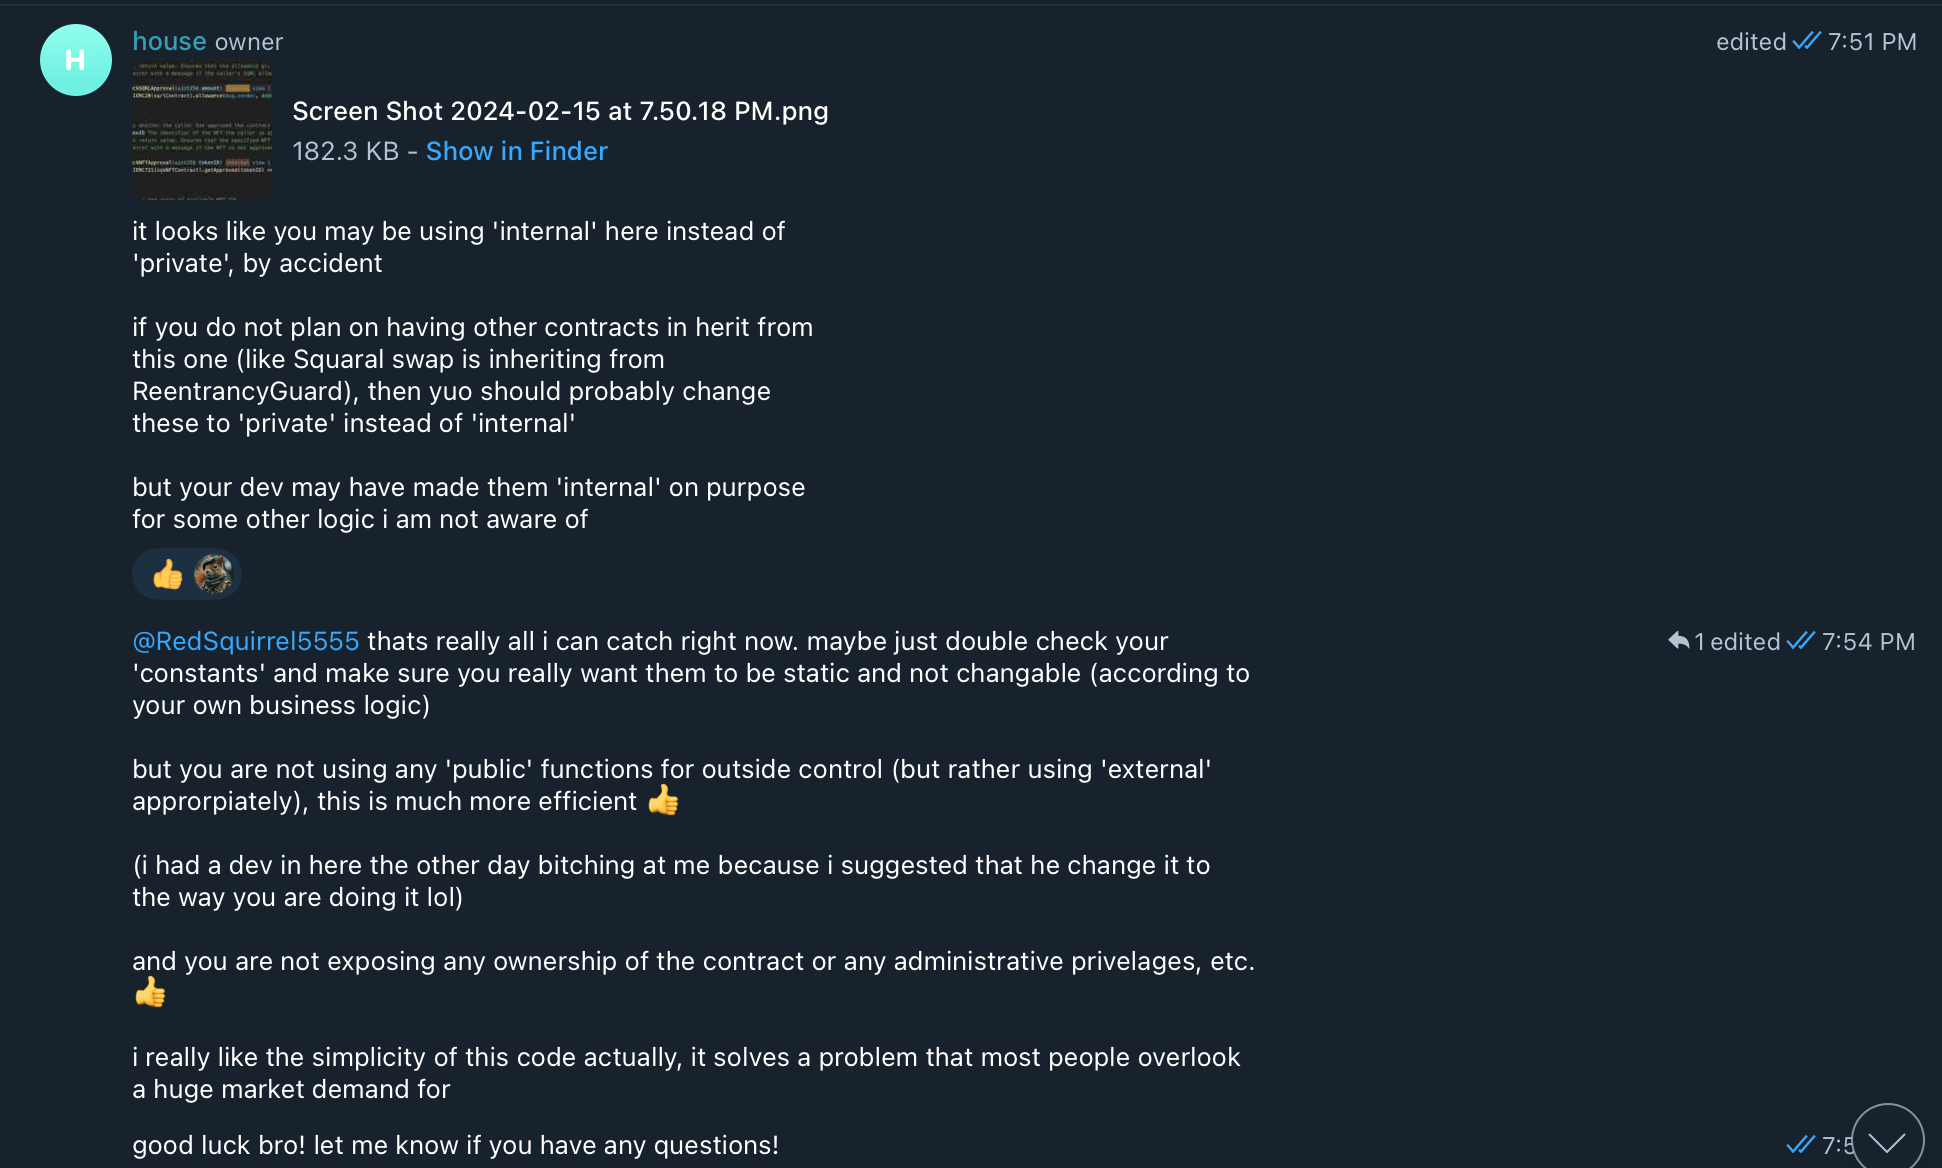 H
house owner
edited 7:51 PM
Screen Shot 2024-02-15 at 7.50.18 PM.png
182.3 KB - Show in Finder
it looks like you may be using 'internal' here instead of
'private', by accident
if you do not plan on having other contracts in herit from
this one (like Squaral swap is inheriting from
ReentrancyGuard), then yuo should probably change
these to 'private' instead of 'internal'
but your dev may have made them 'internal' on purpose
for some other logic i am not aware of
@RedSquirrel5555 thats really all i can catch right now. maybe just double check your
1 edited 7:54 PM
'constants' and make sure you really want them to be static and not changable (according to
your own business logic)
but you are not using any 'public' functions for outside control (but rather using 'external'
approrpiately), this is much more efficient 👍
(i had a dev in here the other day bitching at me because i suggested that he change it to
the way you are doing it lol)
and you are not exposing any ownership of the contract or any administrative privelages, etc.
👍
i really like the simplicity of this code actually, it solves a problem that most people overlook
a huge market demand for
good luck bro! let me know if you have any questions!
7:5